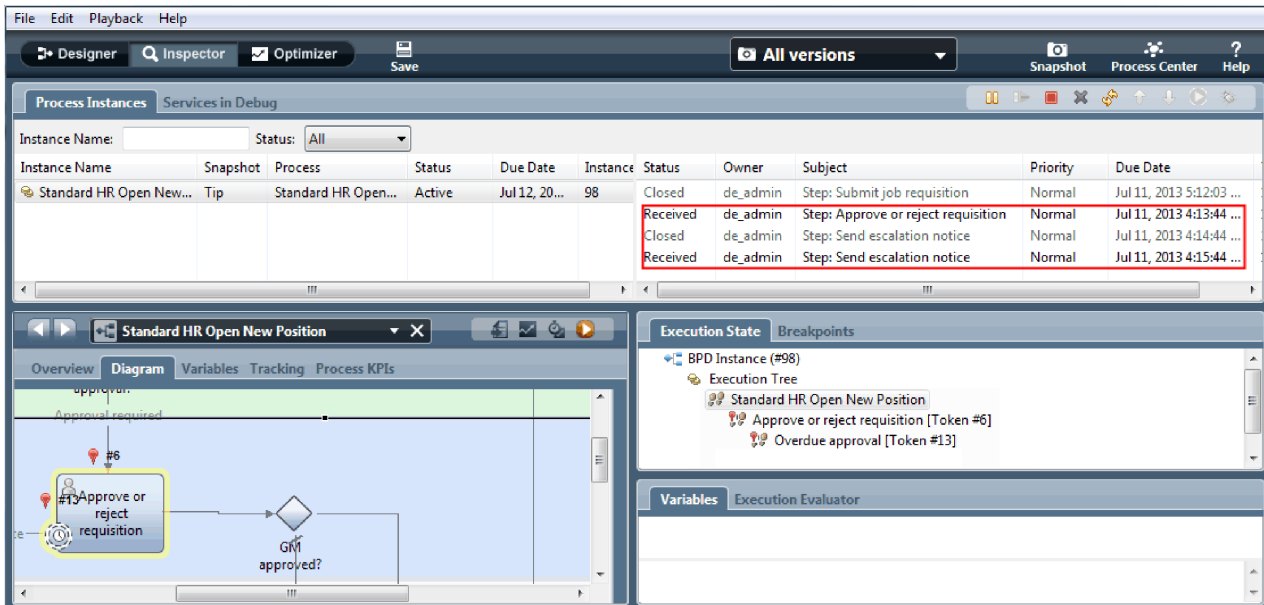 File Edit Playback Help
Designer Inspector Optimizer Save All versions Snapshot Process Center Help
Process Instances Services in Debug
Instance Name: Status: All
Instance Name Snapshot Process Status Due Date Instance Status Owner Subject Priority Due Date
Standard HR Open New... Tip Standard HR Open... Active Jul 12, 20... 98 Closed de_admin Step: Submit job requisition Normal Jul 11, 2013 5:12:03 ...
Received de_admin Step: Approve or reject requisition Normal Jul 11, 2013 4:13:44 ...
Closed de_admin Step: Send escalation notice Normal Jul 11, 2013 4:14:44 ...
Received de_admin Step: Send escalation notice Normal Jul 11, 2013 4:15:44 ...
Standard HR Open New Position
Overview Diagram Variables Tracking Process KPIs
approval?
Approval required
#6
#13
Approve or
reject
requisition
GM
approved?
Execution State Breakpoints
BPD Instance (#98)
Execution Tree
Standard HR Open New Position
Approve or reject requisition [Token #6]
Overdue approval [Token #13]
Variables Execution Evaluator